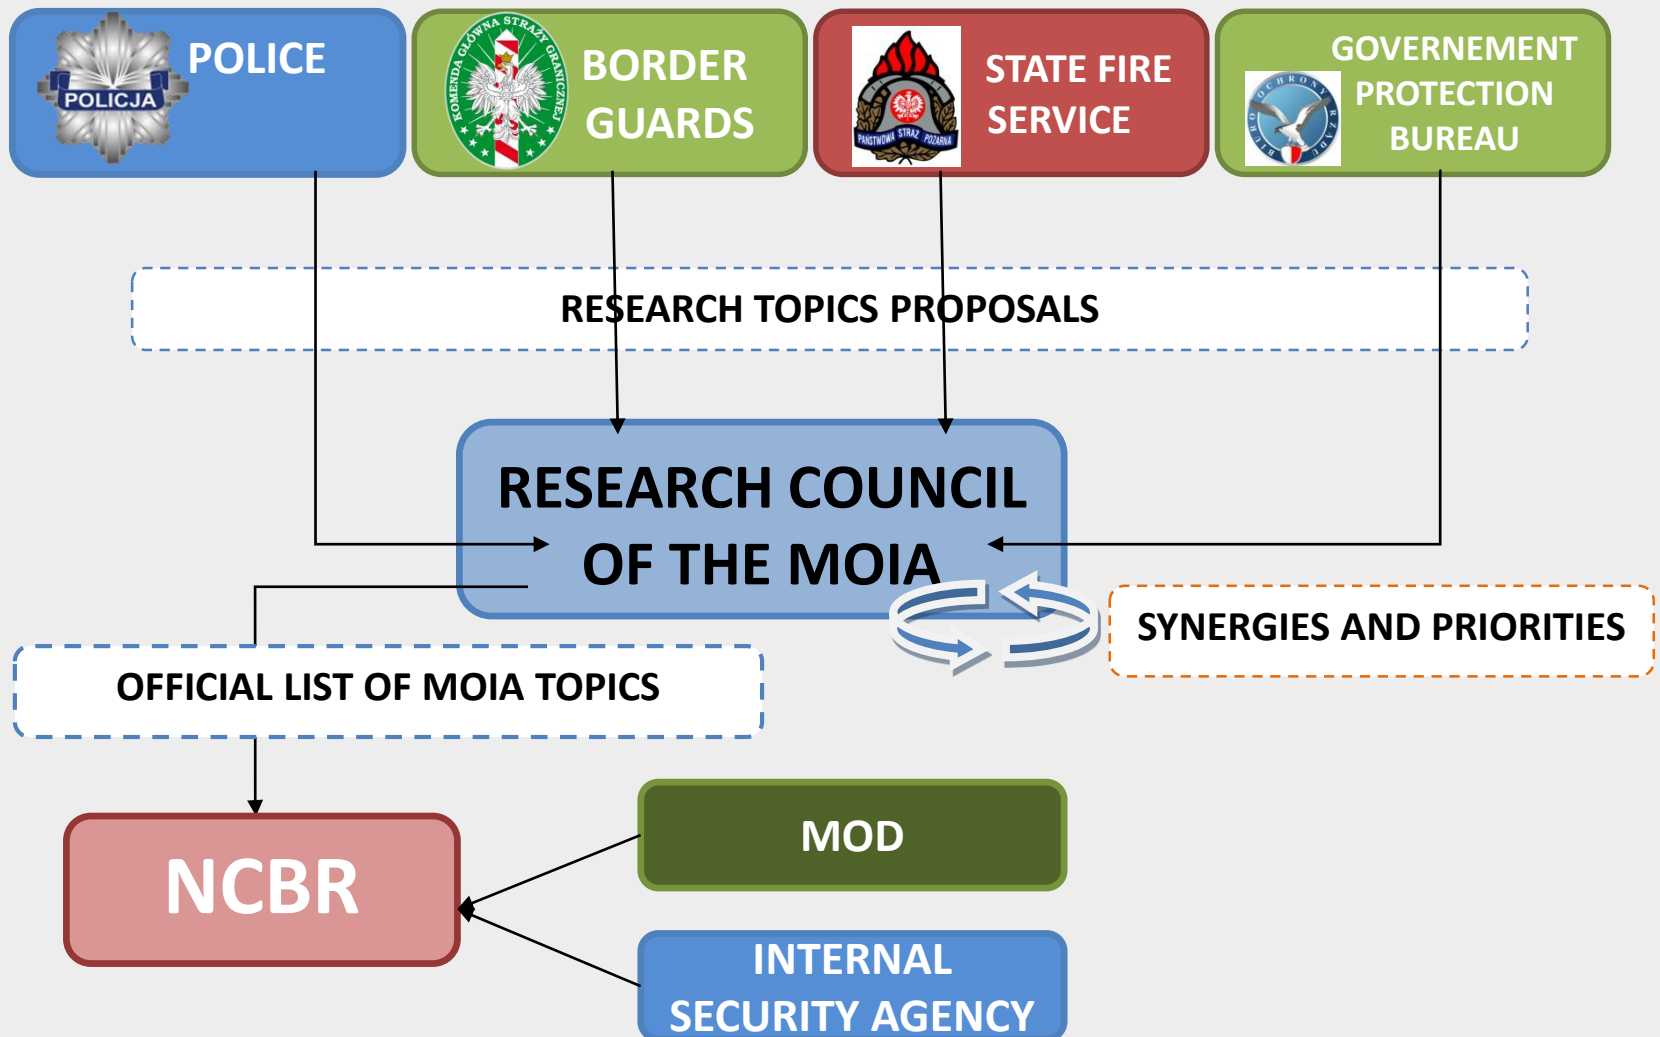 POLICE
POLICJA
KOMENDA GŁÓWNA STRAŻY GRANICZNEJ
BORDER
GUARDS
PAŃSTWOWA STRAŻ POŻARNA
STATE FIRE
SERVICE
BIURO OCHRONY RZĄDU
GOVERNEMENT
PROTECTION
BUREAU
RESEARCH TOPICS PROPOSALS
RESEARCH COUNCIL
OF THE MOIA
SYNERGIES AND PRIORITIES
OFFICIAL LIST OF MOIA TOPICS
NCBR
MOD
INTERNAL
SECURITY AGENCY